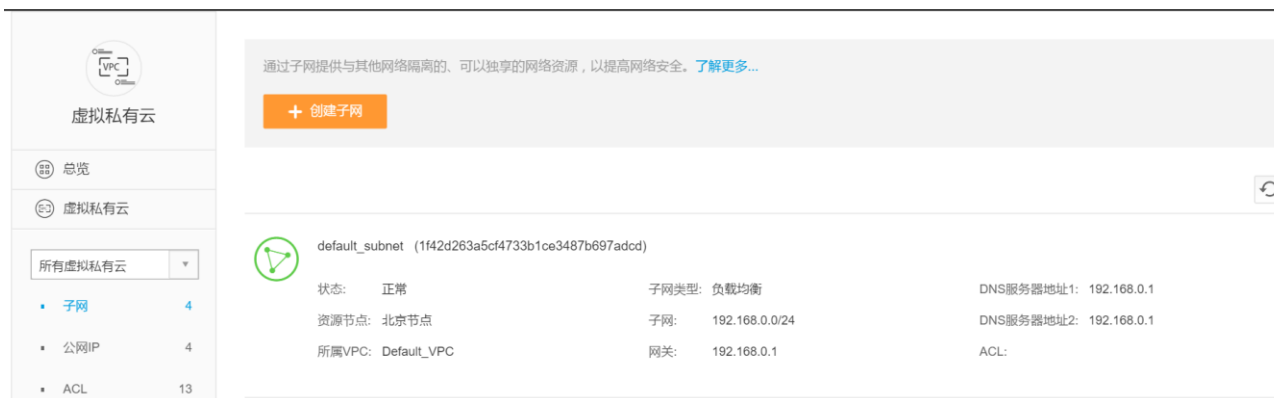 VPC
虚拟私有云
总览
虚拟私有云
所有虚拟私有云
子网 4
公网IP 4
ACL 13
通过子网提供与其他网络隔离的、可以独享的网络资源，以提高网络安全。了解更多...
+ 创建子网
default_subnet (1f42d263a5cf4733b1ce3487b697adcd)
状态: 正常 子网类型: 负载均衡 DNS服务器地址1: 192.168.0.1
资源节点: 北京节点 子网: 192.168.0.0/24 DNS服务器地址2: 192.168.0.1
所属VPC: Default_VPC 网关: 192.168.0.1 ACL: